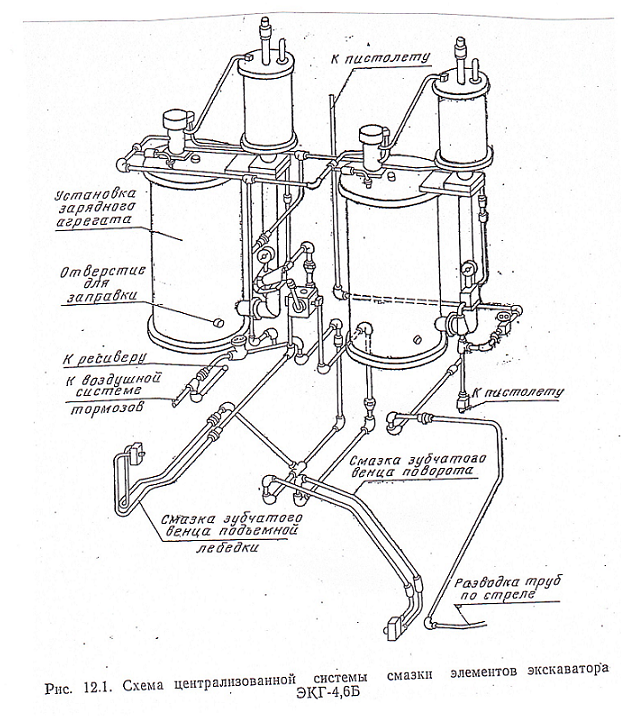 К пистолету
Установка
зарядного
агрегата
Отверстие
для
заправки
К ресиверу
К воздушной
системе
тормозов
К пистолету
Смазка зубчатого
венца поворота
Смазка зубчатого
венца подъемной
лебедки
Разводка труб
по стреле
Рис. 12.1. Схема централизованной системы смазки элементов экскаватора
ЭКГ-4,6Б